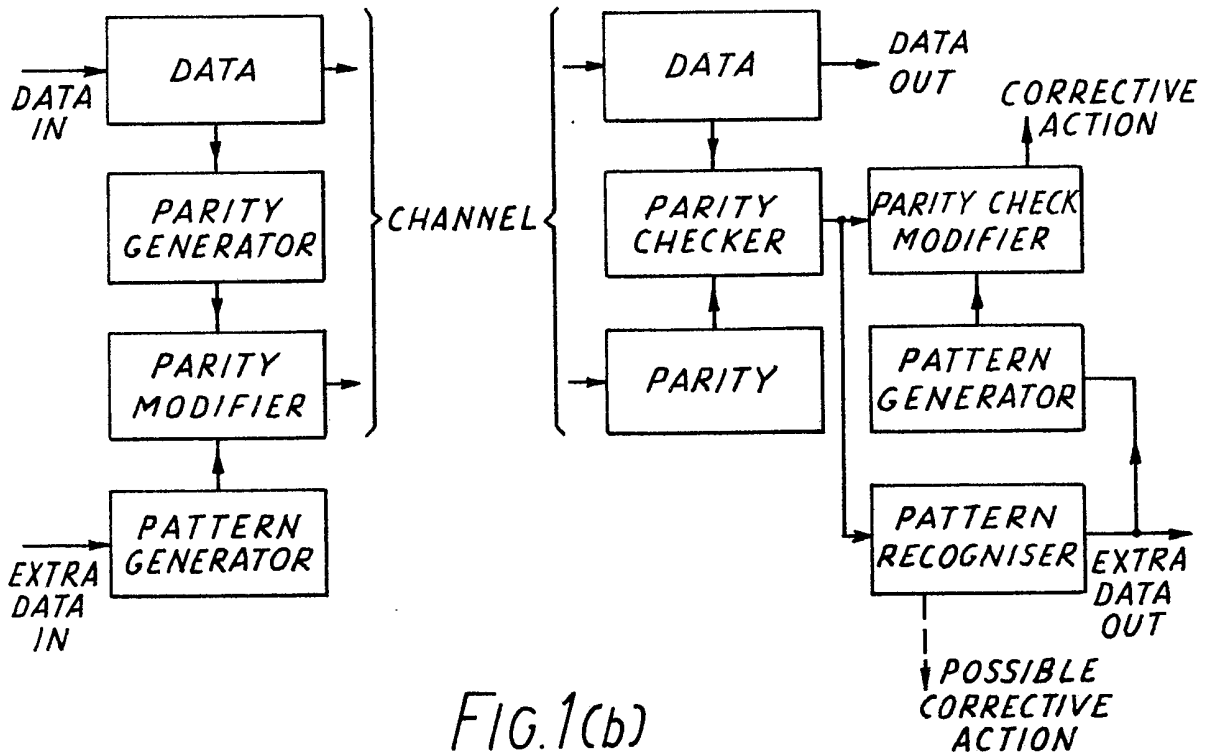 DATA
IN
DATA
PARITY
GENERATOR
PARITY
MODIFIER
PATTERN
GENERATOR
EXTRA
DATA
IN
CHANNEL
DATA
DATA
OUT
PARITY
CHECKER
PARITY
CORRECTIVE
ACTION
PARITY CHECK
MODIFIER
PATTERN
GENERATOR
PATTERN
RECOGNISER
EXTRA
DATA
OUT
POSSIBLE
CORRECTIVE
ACTION
FIG.1(b)